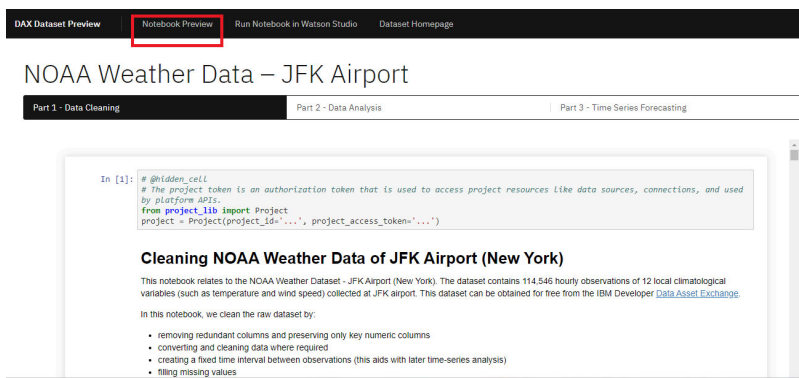 DAX Dataset Preview Notebook Preview Run Notebook in Watson Studio Dataset Homepage
NOAA Weather Data – JFK Airport
Part 1 - Data Cleaning Part 2 - Data Analysis Part 3 - Time Series Forecasting
In [1]: # @hidden_cell
# The project token is an authorization token that is used to access project resources like data sources, connections, and used
by platform APIs.
from project_lib import Project
project = Project(project_id='...', project_access_token='...')
Cleaning NOAA Weather Data of JFK Airport (New York)
This notebook relates to the NOAA Weather Dataset - JFK Airport (New York). The dataset contains 114,546 hourly observations of 12 local climatological
variables (such as temperature and wind speed) collected at JFK airport. This dataset can be obtained for free from the IBM Developer Data Asset Exchange.
In this notebook, we clean the raw dataset by:
• removing redundant columns and preserving only key numeric columns
• converting and cleaning data where required
• creating a fixed time interval between observations (this aids with later time-series analysis)
• filling missing values